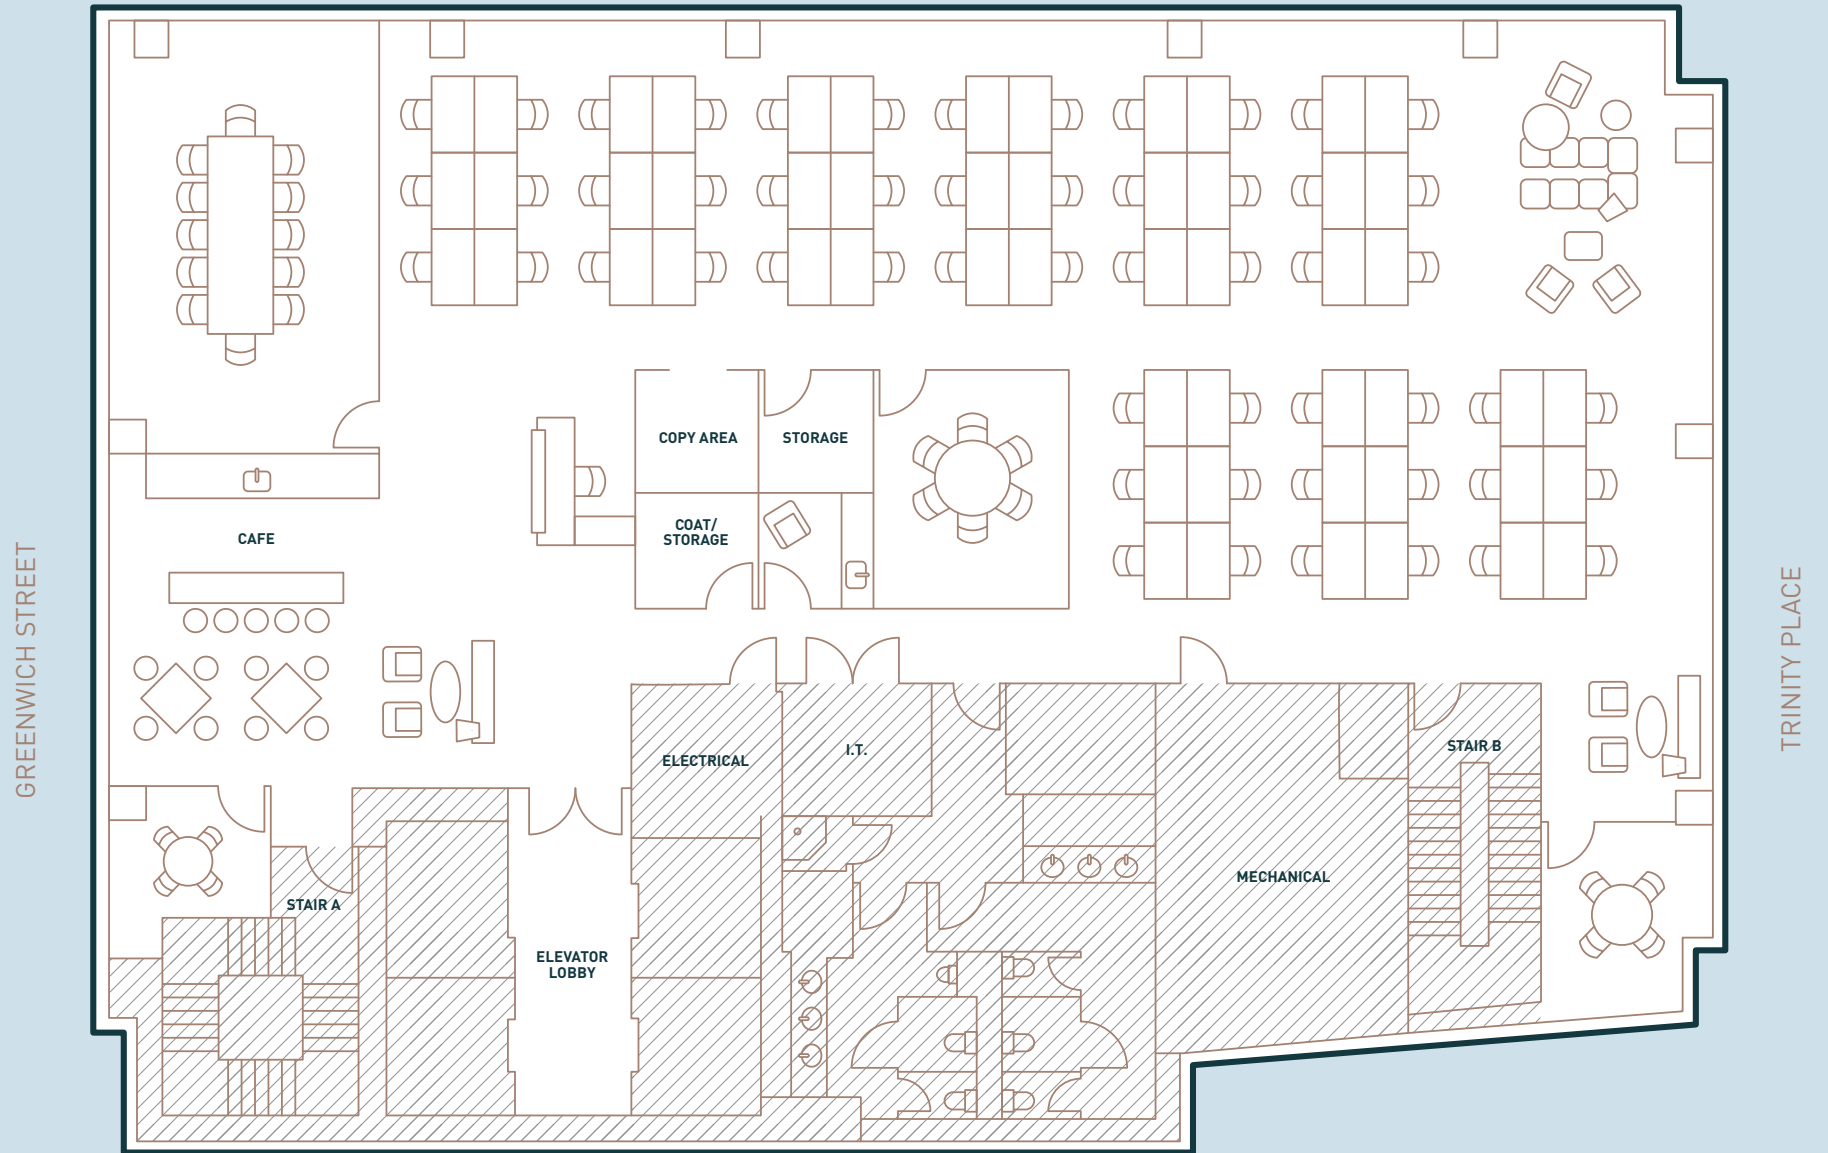 COPY AREA
STORAGE
COAT/
STORAGE
CAFE
GREENWICH STREET
TRINITY PLACE
ELECTRICAL
I.T.
STAIR B
MECHANICAL
STAIR A
ELEVATOR
LOBBY